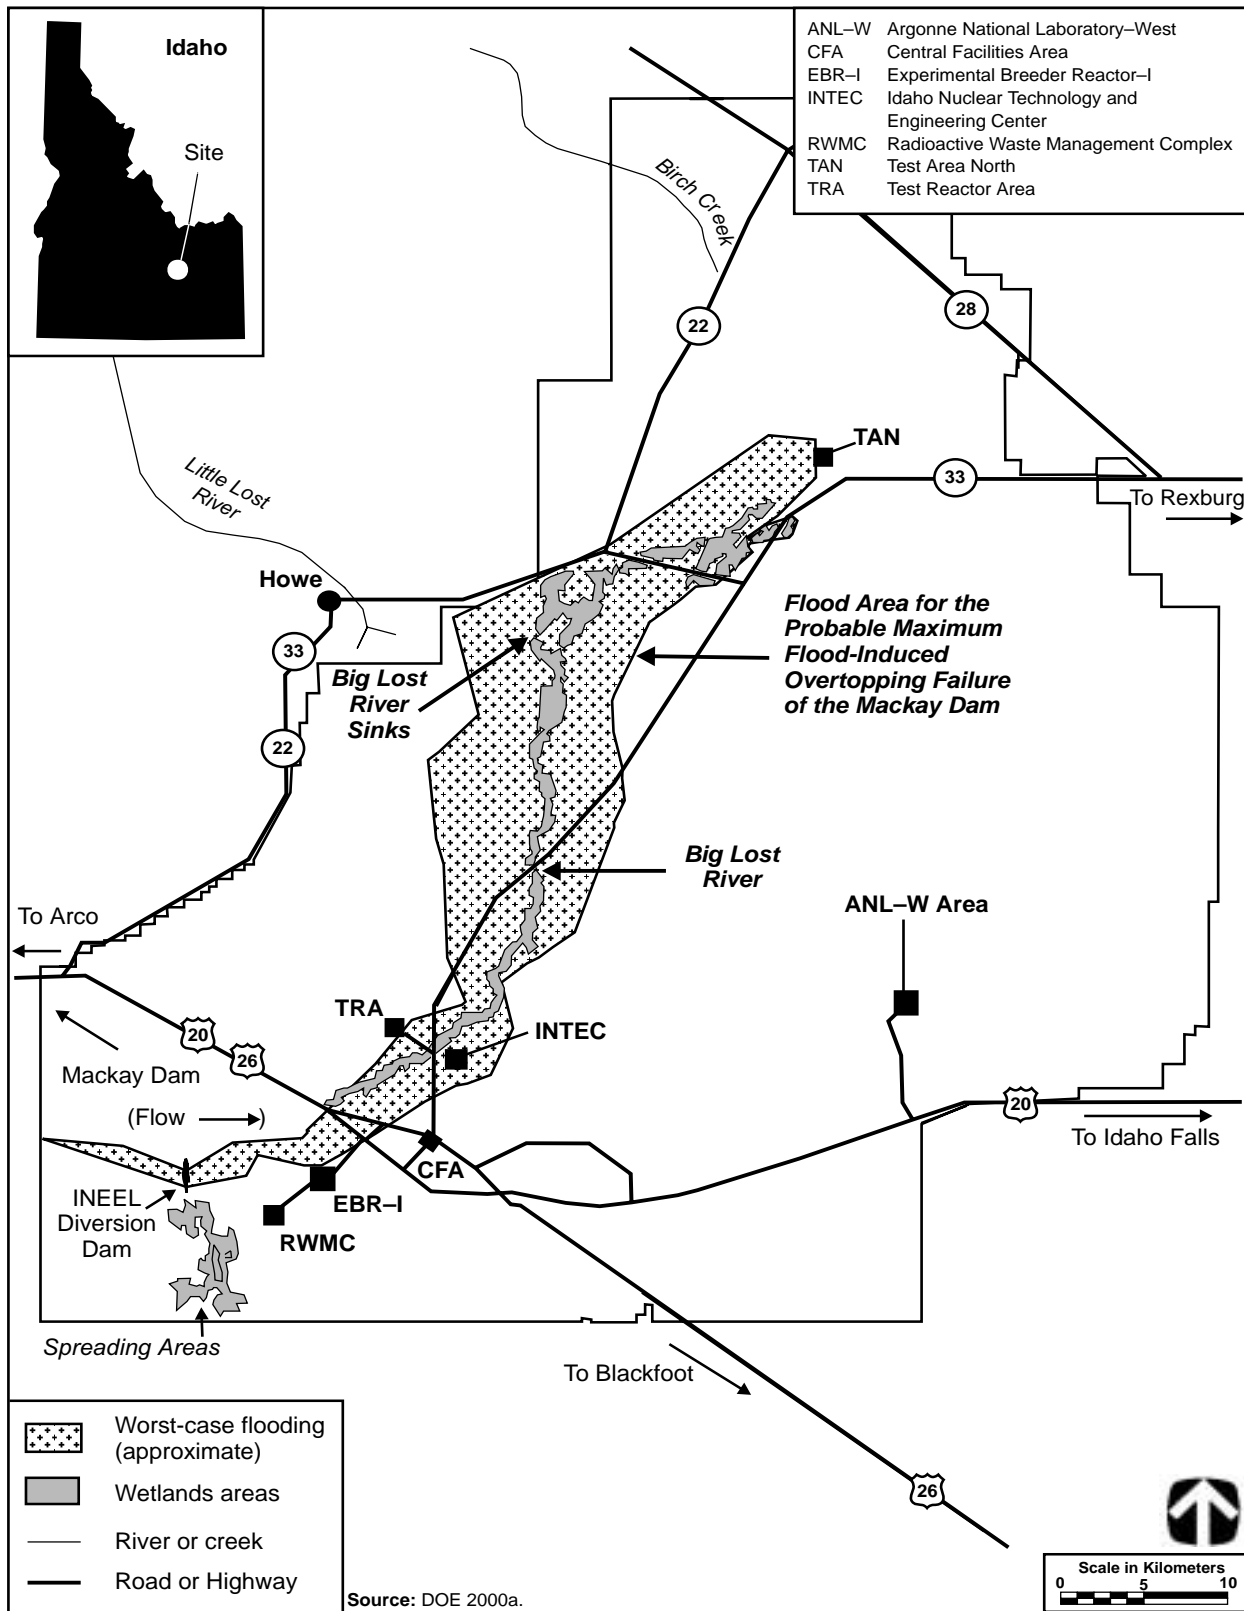 Idaho
Site
ANL–W Argonne National Laboratory–West
CFA Central Facilities Area
EBR–I Experimental Breeder Reactor–I
INTEC Idaho Nuclear Technology and
Engineering Center
RWMC Radioactive Waste Management Complex
TAN Test Area North
TRA Test Reactor Area
Birch Creek
22
28
TAN
33
To Rexburg
Little Lost
River
Howe
33
22
Big Lost
River
Sinks
Flood Area for the
Probable Maximum
Flood-Induced
Overtopping Failure
of the Mackay Dam
Big Lost
River
ANL–W Area
To Arco
TRA
INTEC
20
26
Mackay Dam
(Flow )
20
To Idaho Falls
CFA
EBR–I
RWMC
INEEL
Diversion
Dam
Spreading Areas
To Blackfoot
26
Worst-case flooding
(approximate)
Wetlands areas
River or creek
Road or Highway
Source: DOE 2000a.
Scale in Kilometers
0 5 10